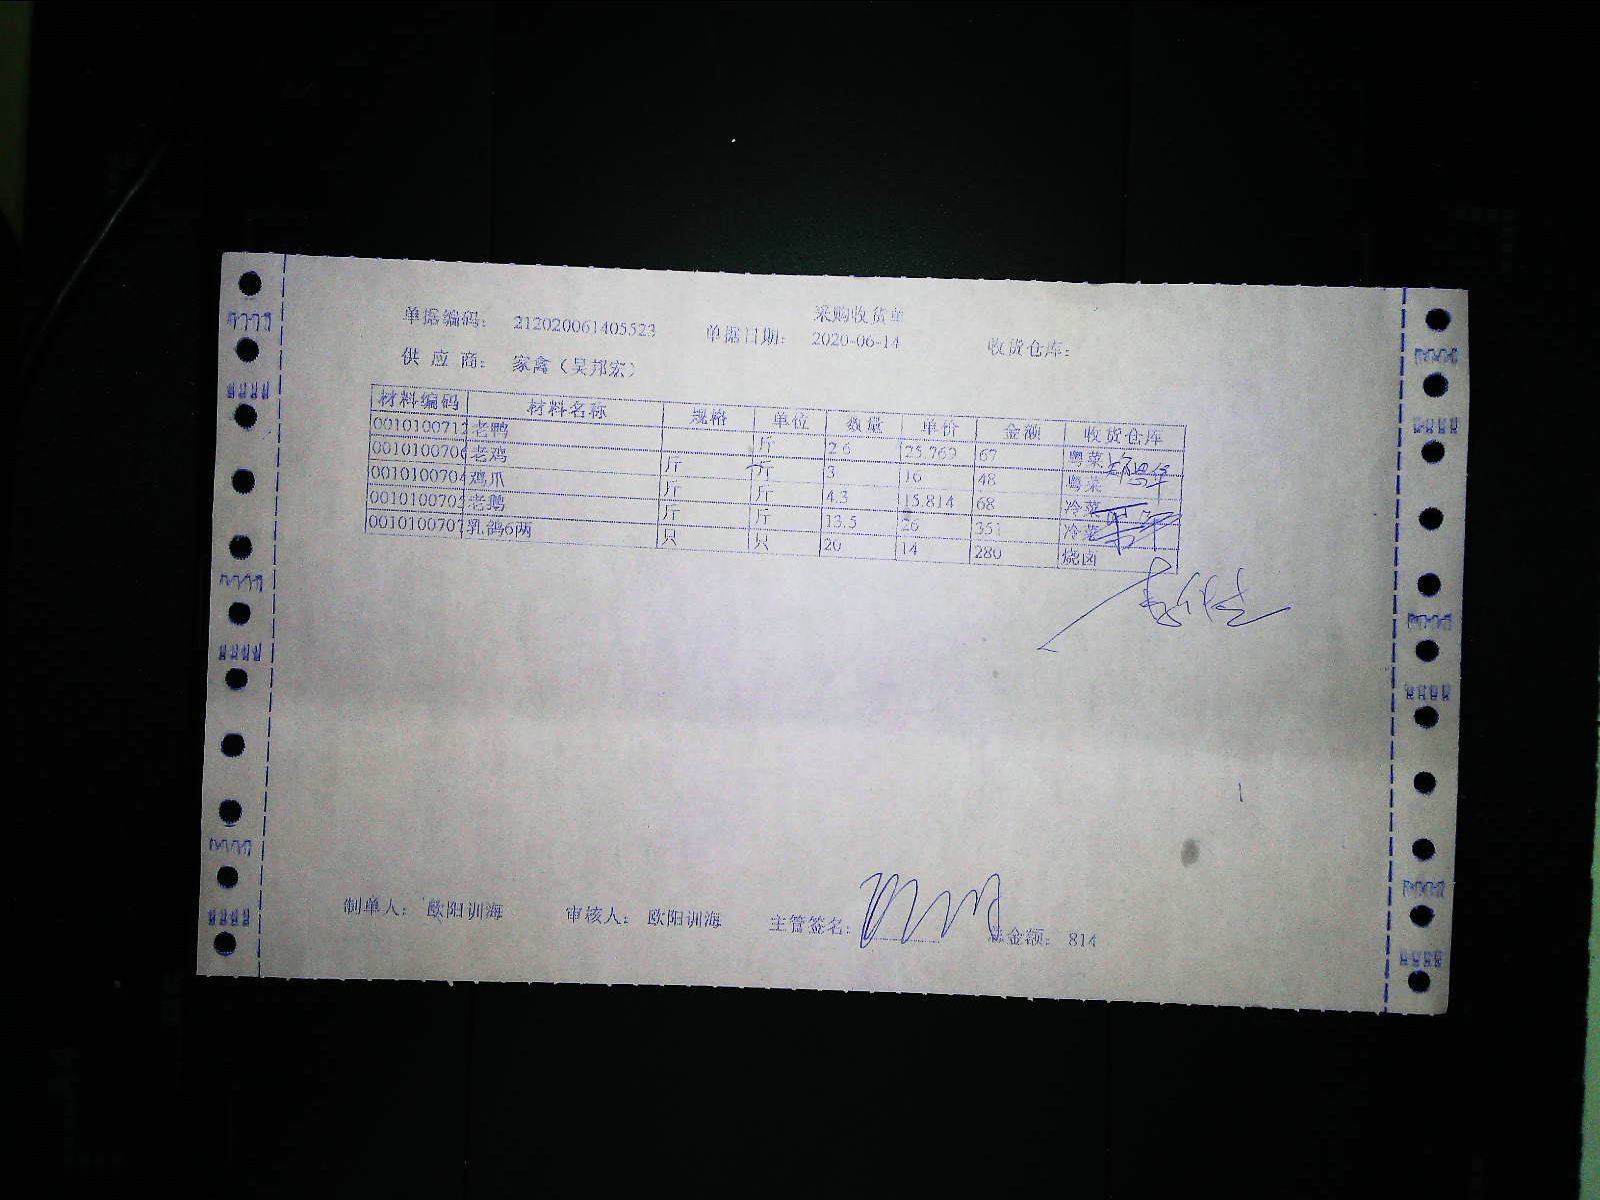 采购收货单
单据编码: 212020061405523 单据日期: 2020-06-14 收货仓库:
供 应 商: 家禽（吴邦宏）
材料编码 材料名称 规格 单位 数量 单价 金额 收货仓库
001010071 老鸭 斤 2.6 25.769 67 粤菜
001010070 老鸡 斤 斤 3 16 48 粤菜
0010100704 鸡爪 斤 斤 4.3 15.814 68 冷菜
001010070 老鹅 斤 斤 13.5 26 351 冷菜
0010100707 乳鸽6两 只 只 20 14 280 烧卤
制单人: 欧阳训海 审核人: 欧阳训海 主管签名: 总金额: 814